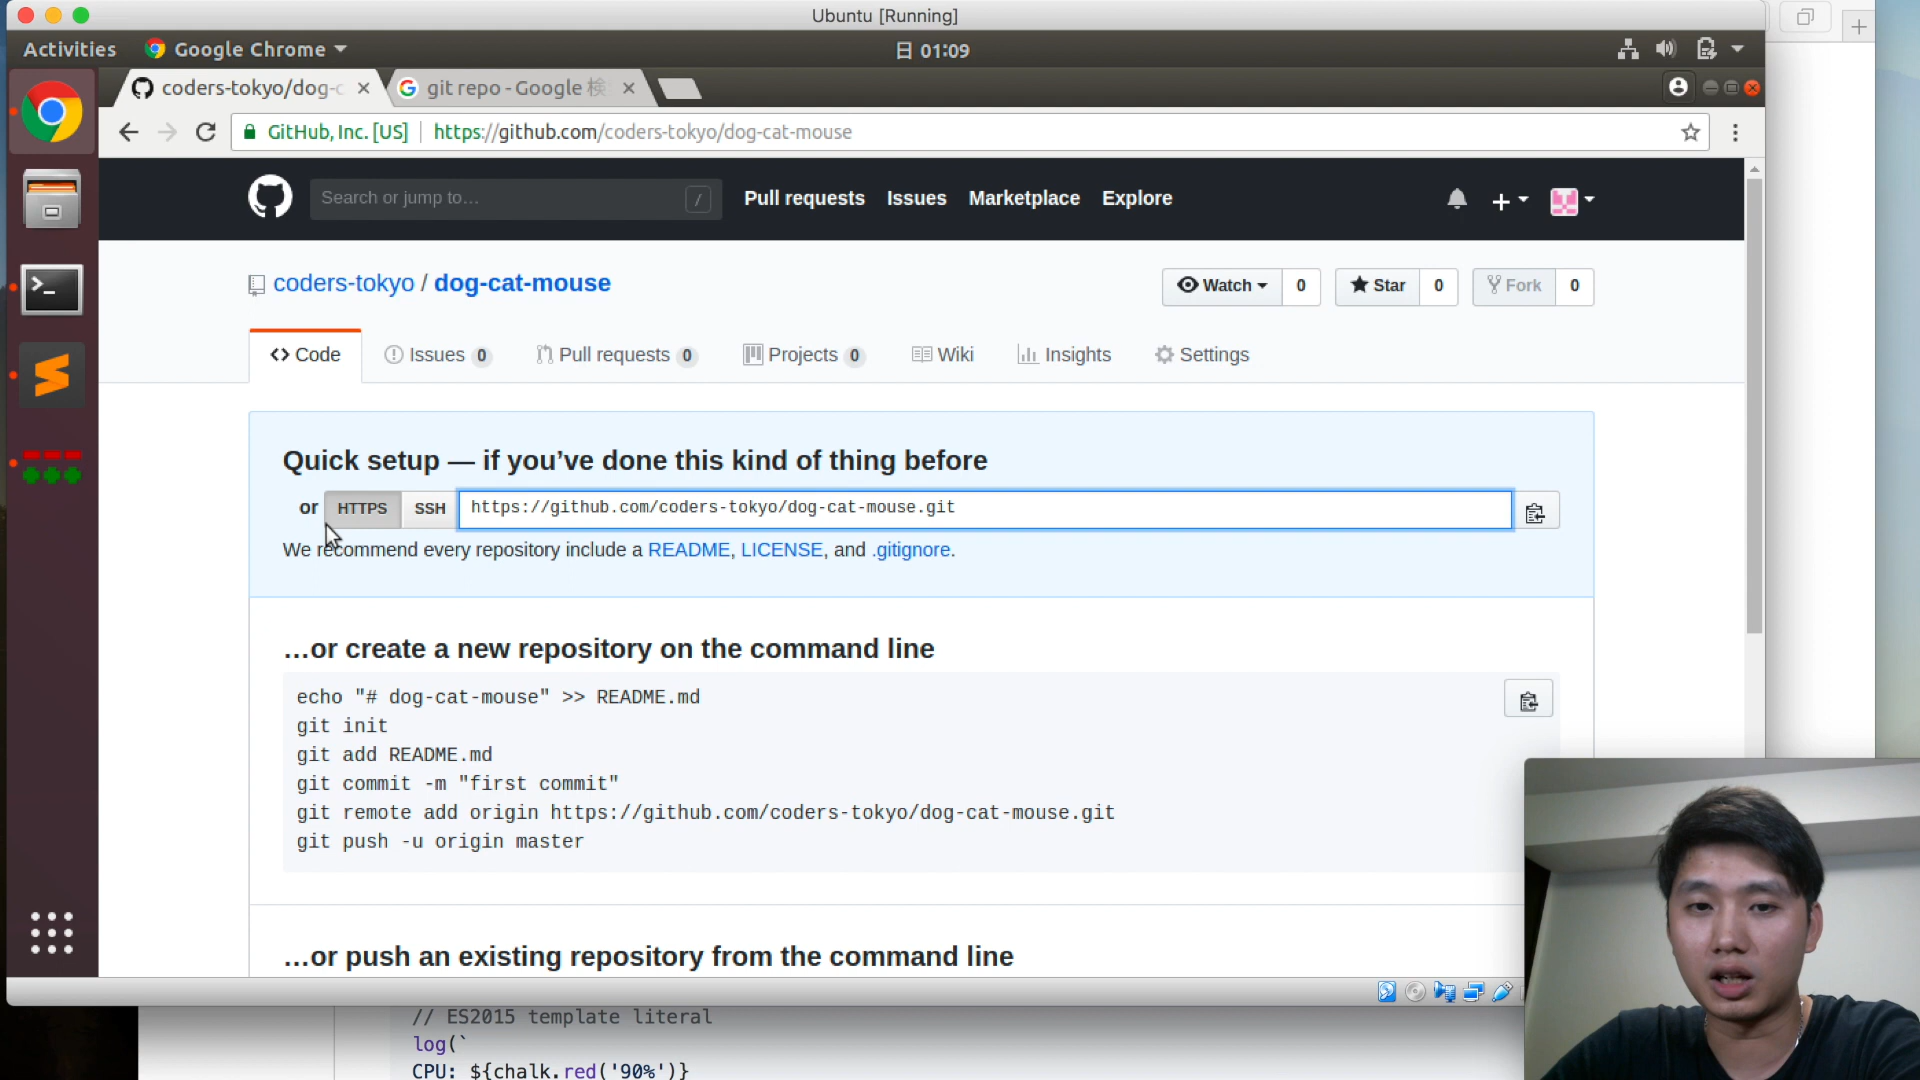 Ubuntu [Running]
Activities
Google Chrome
日 01:09
coders-tokyo/dog-c
git repo - Google 検
GitHub, Inc. [US]
https://github.com/coders-tokyo/dog-cat-mouse
Search or jump to…
/
Pull requests
Issues
Marketplace
Explore
coders-tokyo / dog-cat-mouse
Watch 0
Star 0
Fork 0
Code
Issues 0
Pull requests 0
Projects 0
Wiki
Insights
Settings
Quick setup — if you’ve done this kind of thing before
or
HTTPS
SSH
https://github.com/coders-tokyo/dog-cat-mouse.git
We recommend every repository include a README, LICENSE, and .gitignore.
…or create a new repository on the command line
echo "# dog-cat-mouse" >> README.md
git init
git add README.md
git commit -m "first commit"
git remote add origin https://github.com/coders-tokyo/dog-cat-mouse.git
git push -u origin master
…or push an existing repository from the command line
// ES2015 template literal
log(`
CPU: ${chalk.red('90%')}